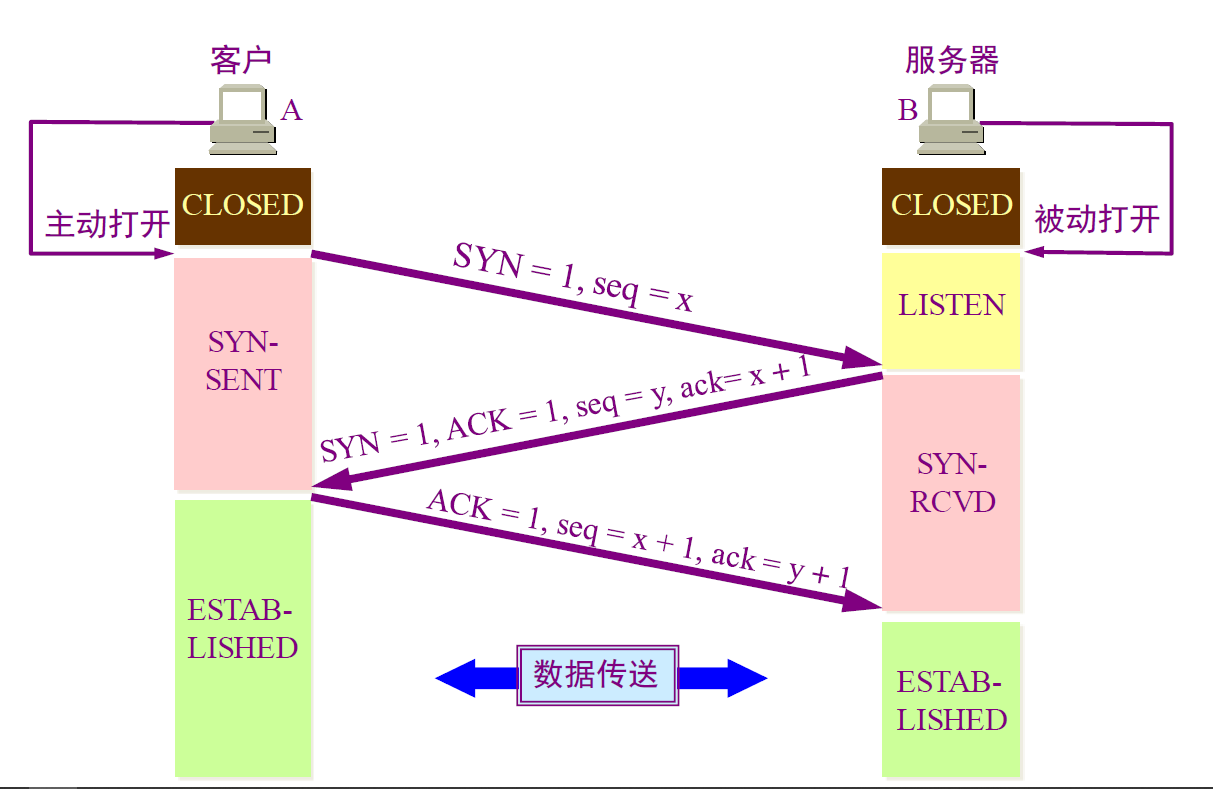 客户
服务器
A
B
CLOSED
CLOSED
主动打开
被动打开
SYN = 1, seq = x
LISTEN
SYN-
SENT
SYN = 1, ACK = 1, seq = y, ack= x + 1
SYN-
RCVD
ACK = 1, seq = x + 1, ack = y + 1
ESTAB-
LISHED
数据传送
ESTAB-
LISHED